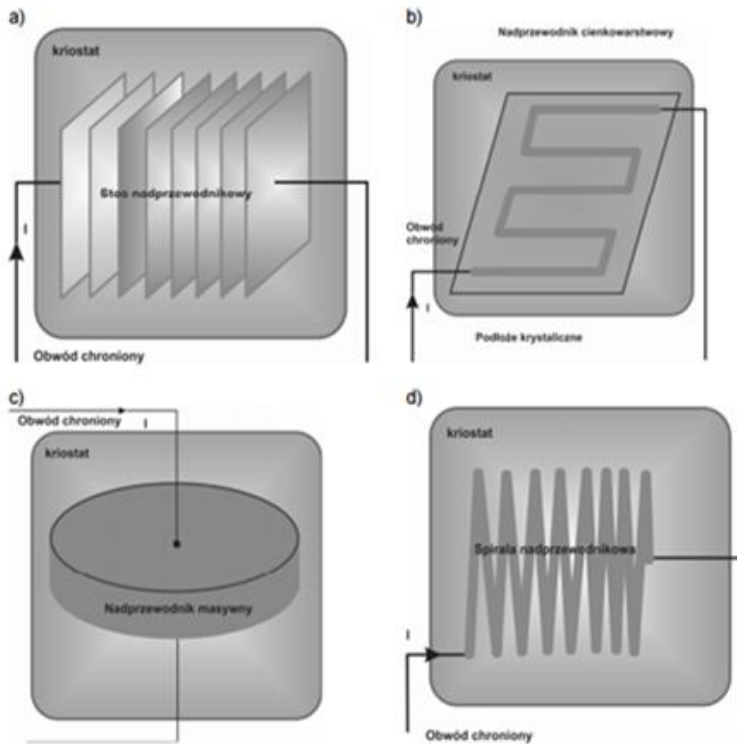 a)
kriostat
Stos nadprzewodnikowy
I
Obwód chroniony
b)
Nadprzewodnik cienkowarstwowy
kriostat
Obwód
chroniony
I
Podłoże krystaliczne
c)
Obwód chroniony
I
kriostat
Nadprzewodnik masywny
d)
kriostat
Spirala nadprzewodnikowa
I
Obwód chroniony